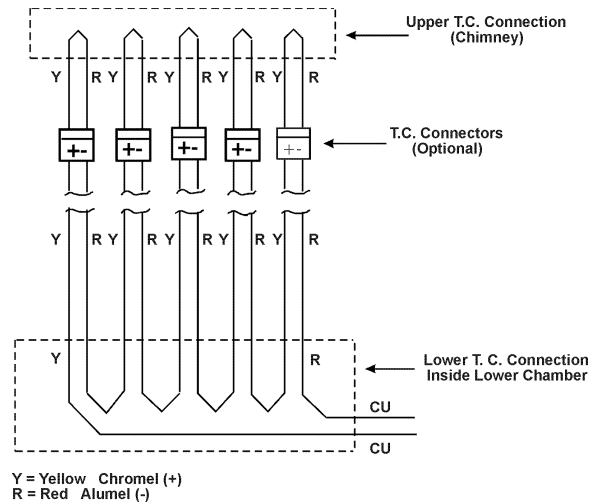 Upper T.C. Connection
(Chimney)
Y R Y R Y R Y R Y R
T.C. Connectors
(Optional)
+- +- +- +- +-
Y R Y R Y R Y R Y R
Y R
Lower T. C. Connection
Inside Lower Chamber
CU
CU
Y = Yellow Chromel (+)
R = Red Alumel (-)